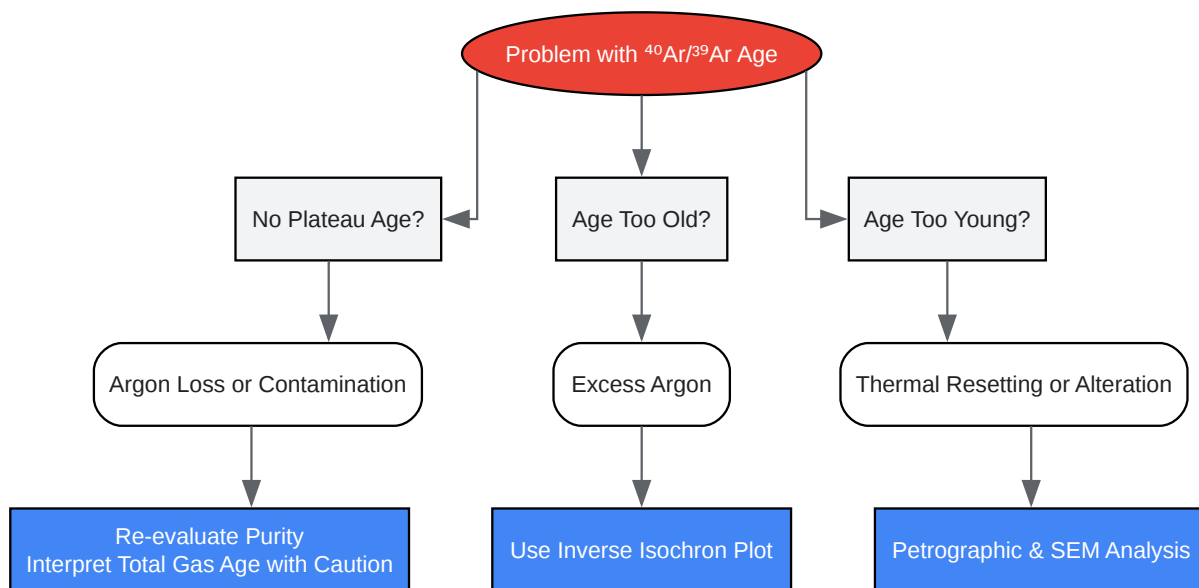 Problem with ⁴⁰Ar/³⁹Ar Age
No Plateau Age?
Age Too Old?
Age Too Young?
Argon Loss or Contamination
Excess Argon
Thermal Resetting or Alteration
Re-evaluate Purity
Interpret Total Gas Age with Caution
Use Inverse Isochron Plot
Petrographic & SEM Analysis